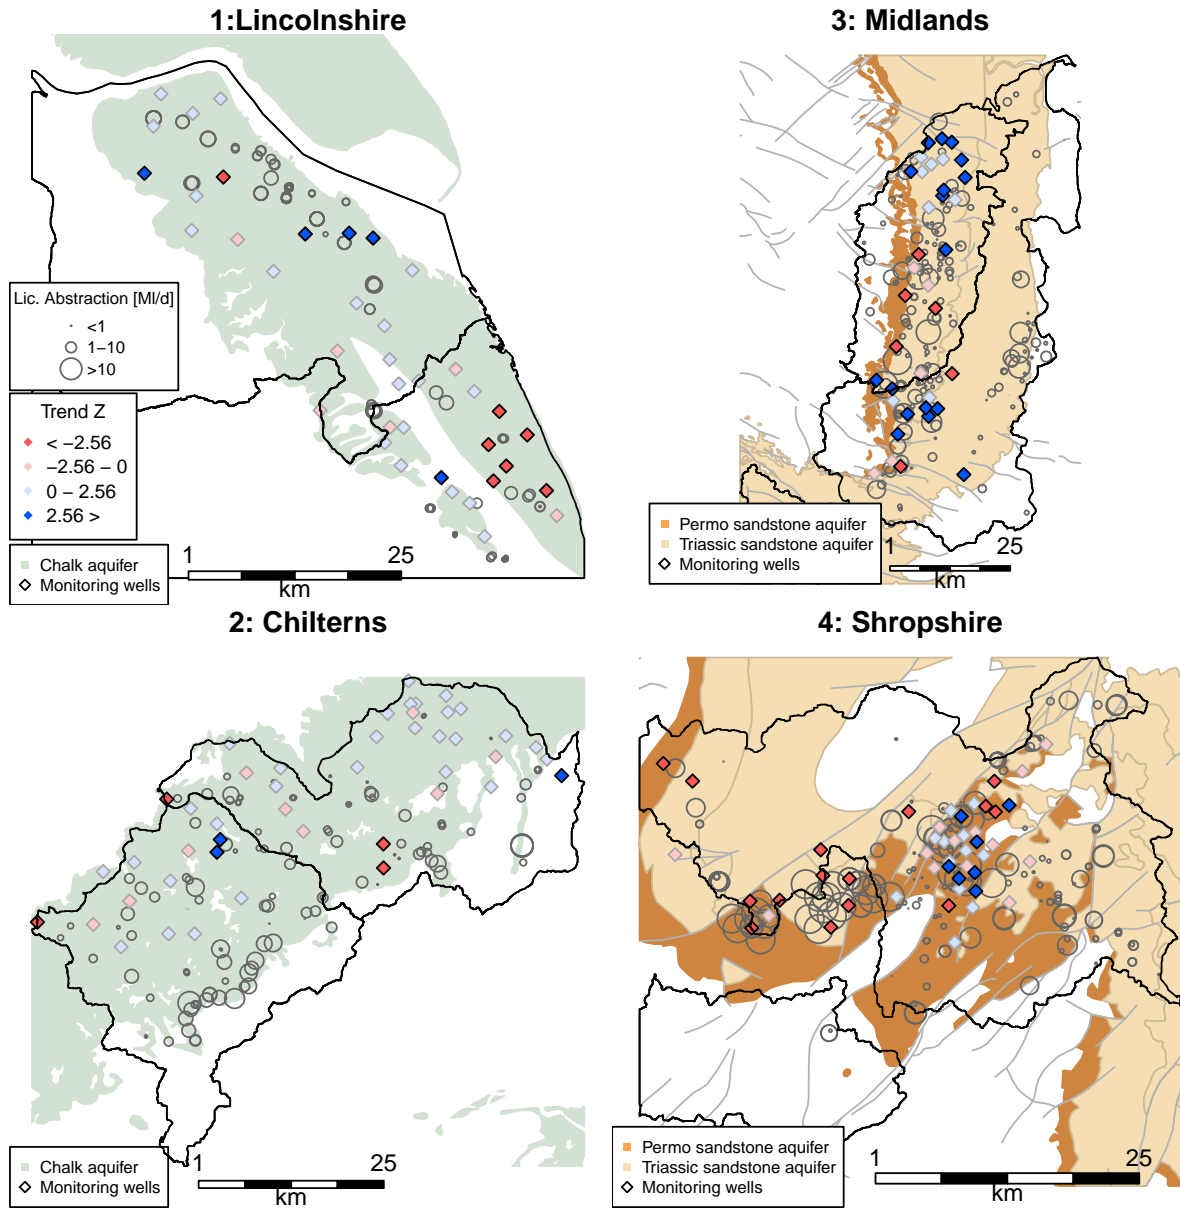 1:Lincolnshire
Lic. Abstraction [Ml/d]
<1
1−10
>10
Trend Z
< −2.56
−2.56 − 0
0 − 2.56
2.56 >
Chalk aquifer
Monitoring wells
1 25
km
3: Midlands
Permo sandstone aquifer
Triassic sandstone aquifer
Monitoring wells
1 25
km
2: Chilterns
Chalk aquifer
Monitoring wells
1 25
km
4: Shropshire
Permo sandstone aquifer
Triassic sandstone aquifer
Monitoring wells
1 25
km